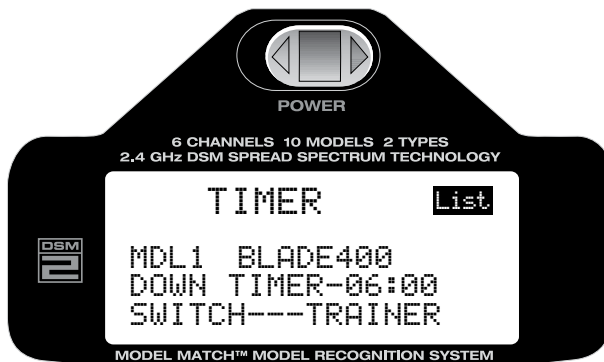 POWER
6 CHANNELS 10 MODELS 2 TYPES
2.4 GHz DSM SPREAD SPECTRUM TECHNOLOGY
TIMER List
DSM
2
MDL1 BLADE400
DOWN TIMER-06:00
SWITCH---TRAINER
MODEL MATCH™ MODEL RECOGNITION SYSTEM